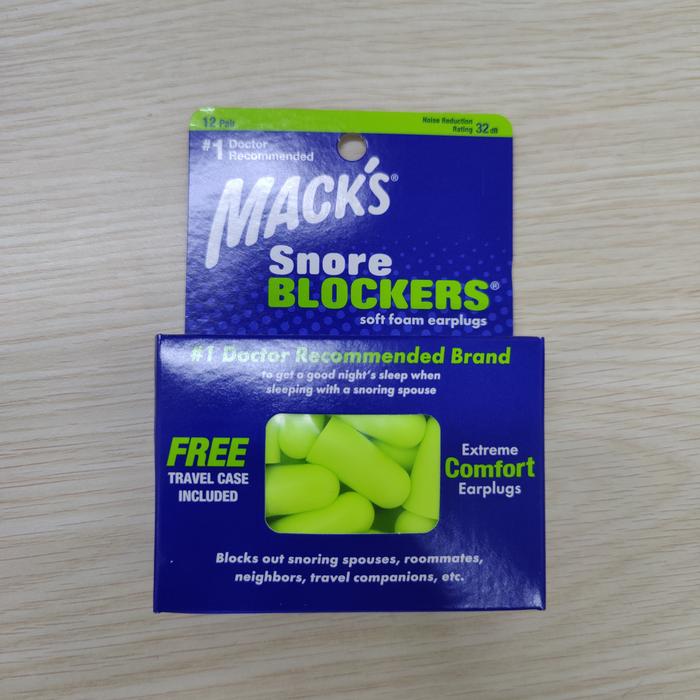 12 Pair
Noise Reduction
Rating 32 dB
#1 Doctor
Recommended
MACK'S®
Snore
BLOCKERS®
soft foam earplugs
#1 Doctor Recommended Brand
to get a good night's sleep when
sleeping with a snoring spouse
FREE
TRAVEL CASE
INCLUDED
Extreme
Comfort
Earplugs
Blocks out snoring spouses, roommates,
neighbors, travel companions, etc.